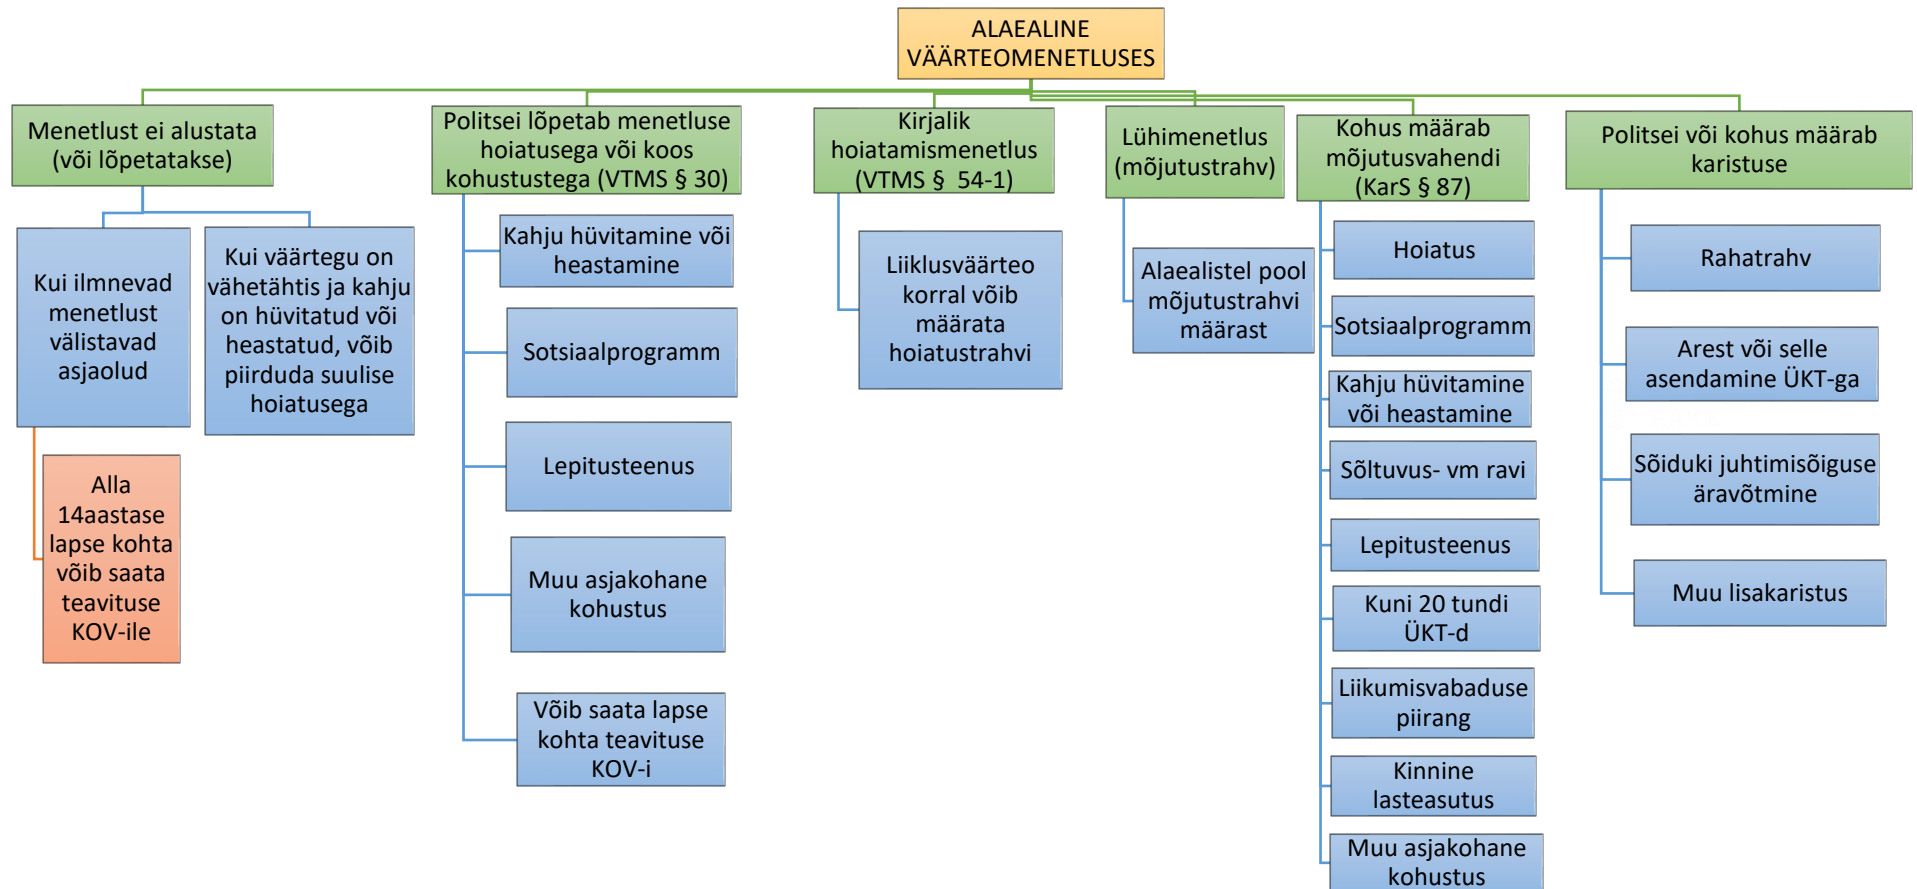 ALAEALINE
VÄÄRTEOMENETLUSES
Menetlust ei alustata
(või lõpetatakse)
Kui ilmnevad
menetlust
välistavad
asjaolud
Alla
14aastase
lapse kohta
võib saata
teavituse
KOV-ile
Kui väärtegu on
vähetähtis ja kahju
on hüvitatud või
heastatud, võib
piirduda suulise
hoiatusega
Politsei lõpetab menetluse
hoiatusega või koos
kohustustega (VTMS § 30)
Kahju hüvitamine või
heastamine
Sotsiaalprogramm
Lepitusteenus
Muu asjakohane
kohustus
Võib saata lapse
kohta teavituse
KOV-i
Kirjalik
hoiatamismenetlus
(VTMS §  54-1)
Liiklusväärteo
korral võib
määrata
hoiatustrahvi
Lühimenetlus
(mõjutustrahv)
Alaealistel pool
mõjutustrahvi
määrast
Kohus määrab
mõjutusvahendi
(KarS § 87)
Hoiatus
Sotsiaalprogramm
Kahju hüvitamine
või heastamine
Sõltuvus- vm ravi
Lepitusteenus
Kuni 20 tundi
ÜKT-d
Liikumisvabaduse
piirang
Kinnine
lasteasutus
Muu asjakohane
kohustus
Politsei või kohus määrab
karistuse
Rahatrahv
Arest või selle
asendamine ÜKT-ga
Sõiduki juhtimisõiguse
äravõtmine
Muu lisakaristus